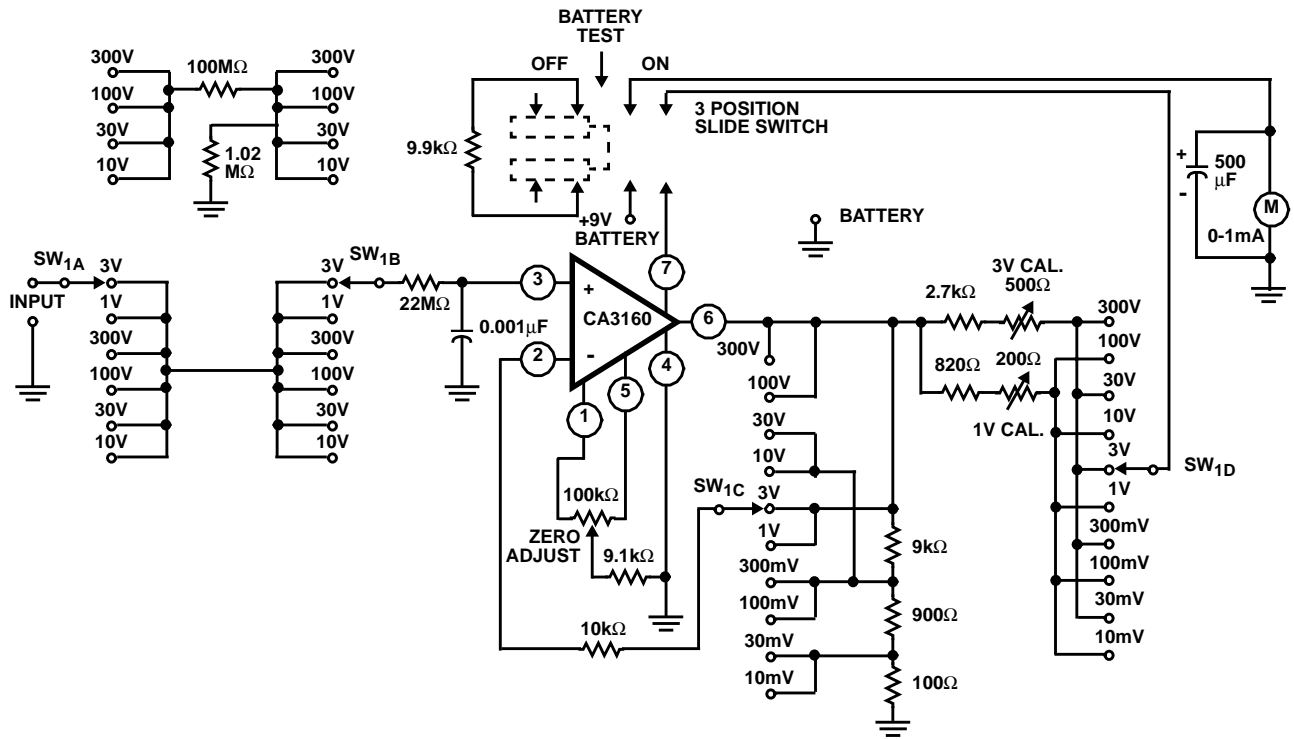 BATTERY
TEST
OFF
ON
3 POSITION
SLIDE SWITCH
300V
100V
30V
10V
100MΩ
1.02
MΩ
300V
100V
30V
10V
9.9kΩ
+9V
BATTERY
BATTERY
+
500
µF
-
M
0-1mA
SW1A
INPUT
3V
1V
300V
100V
30V
10V
3V
1V
300V
100V
30V
10V
SW1B
22MΩ
0.001µF
3
+
CA3160
2
-
7
6
4
5
1
100kΩ
ZERO
ADJUST
9.1kΩ
10kΩ
SW1C
300V
100V
30V
10V
3V
1V
300mV
100mV
30mV
10mV
9kΩ
900Ω
100Ω
3V CAL.
2.7kΩ
500Ω
820Ω
200Ω
1V CAL.
300V
100V
30V
10V
3V
1V
300mV
100mV
30mV
10mV
SW1D